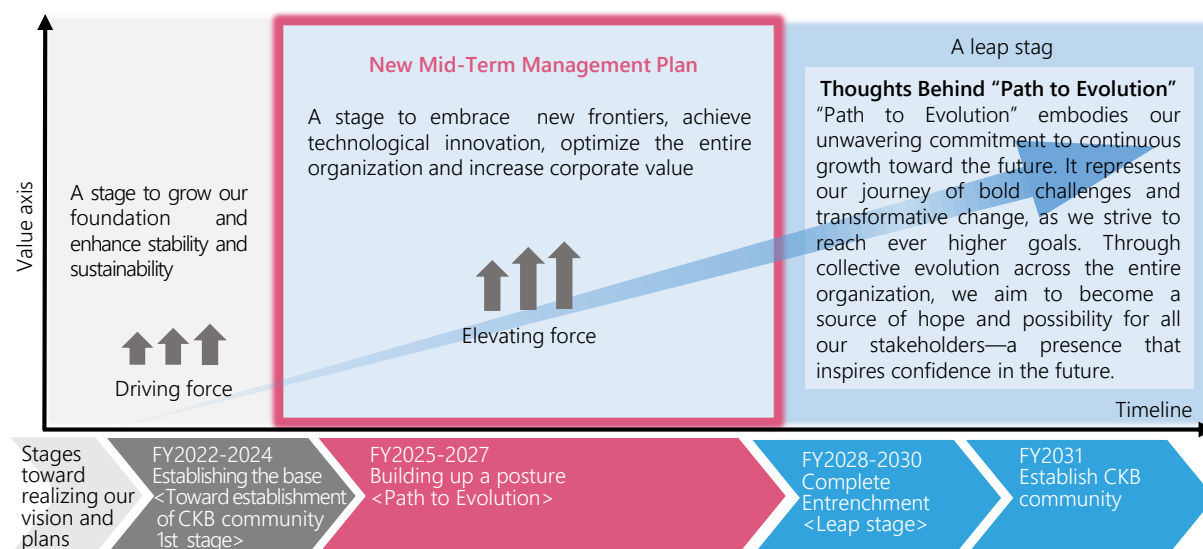 Value axis
A stage to grow our
foundation and
enhance stability and
sustainability
Driving force
New Mid-Term Management Plan
A stage to embrace new frontiers, achieve
technological innovation, optimize the entire
organization and increase corporate value
Elevating force
A leap stag
Thoughts Behind “Path to Evolution”
“Path to Evolution” embodies our
unwavering commitment to continuous
growth toward the future. It represents
our journey of bold challenges and
transformative change, as we strive to
reach ever higher goals. Through
collective evolution across the entire
organization, we aim to become a
source of hope and possibility for all
our stakeholders—a presence that
inspires confidence in the future.
Timeline
Stages
toward
realizing our
vision and
plans
FY2022-2024
Establishing the base
<Toward establishment
of CKB community
1st stage>
FY2025-2027
Building up a posture
<Path to Evolution>
FY2028-2030
Complete
Entrenchment
<Leap stage>
FY2031
Establish CKB
community